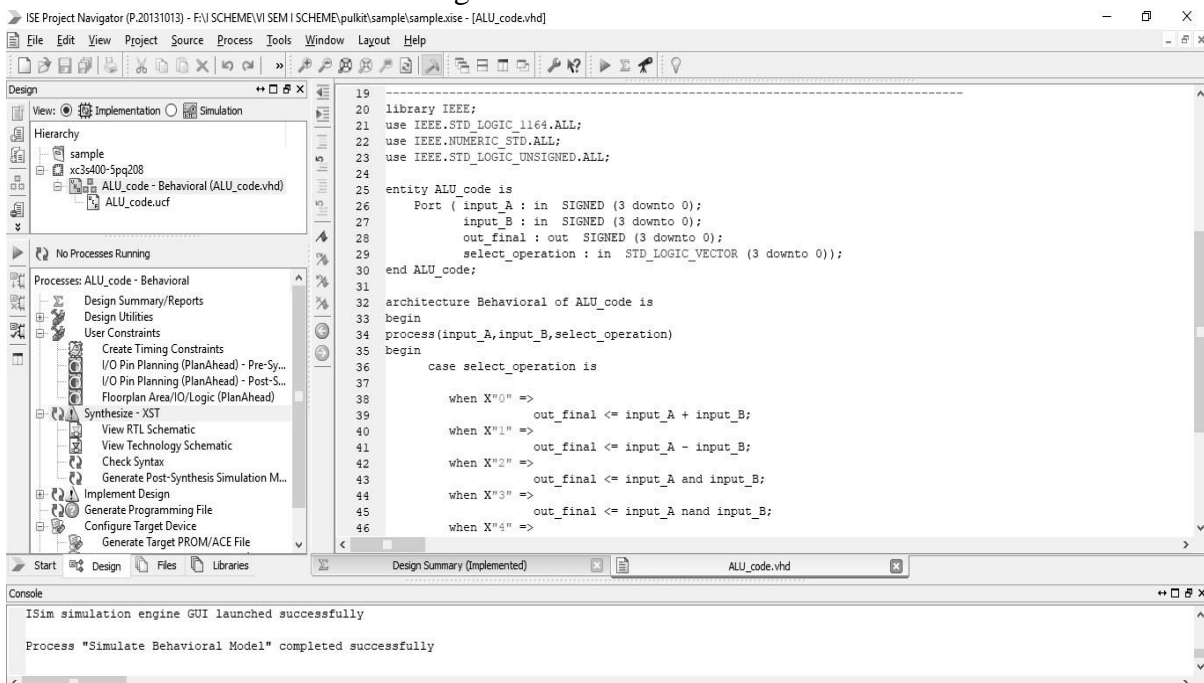 ISE Project Navigator (P.20131013) - F:\I SCHEME\VI SEM I SCHEME\pulkit\sample\sample.xise - [ALU_code.vhd]
File Edit View Project Source Process Tools Window Layout Help
Design
View: Implementation Simulation
Hierarchy
sample
xc3s400-5pq208
ALU_code - Behavioral (ALU_code.vhd)
ALU_code.ucf
No Processes Running
Processes: ALU_code - Behavioral
Design Summary/Reports
Design Utilities
User Constraints
Create Timing Constraints
I/O Pin Planning (PlanAhead) - Pre-Sy...
I/O Pin Planning (PlanAhead) - Post-S...
Floorplan Area/IO/Logic (PlanAhead)
Synthesize - XST
View RTL Schematic
View Technology Schematic
Check Syntax
Generate Post-Synthesis Simulation M...
Implement Design
Generate Programming File
Configure Target Device
Generate Target PROM/ACE File
Start Design Files Libraries
19 --------------------------------------------------------------------------------
20 library IEEE;
21 use IEEE.STD_LOGIC_1164.ALL;
22 use IEEE.NUMERIC_STD.ALL;
23 use IEEE.STD_LOGIC_UNSIGNED.ALL;
24
25 entity ALU_code is
26 Port ( input_A : in SIGNED (3 downto 0);
27 input_B : in SIGNED (3 downto 0);
28 out_final : out SIGNED (3 downto 0);
29 select_operation : in STD_LOGIC_VECTOR (3 downto 0));
30 end ALU_code;
31
32 architecture Behavioral of ALU_code is
33 begin
34 process(input_A,input_B,select_operation)
35 begin
36 case select_operation is
37
38 when X"0" =>
39 out_final <= input_A + input_B;
40 when X"1" =>
41 out_final <= input_A - input_B;
42 when X"2" =>
43 out_final <= input_A and input_B;
44 when X"3" =>
45 out_final <= input_A nand input_B;
46 when X"4" =>
Design Summary (Implemented) ALU_code.vhd
Console
ISim simulation engine GUI launched successfully
Process "Simulate Behavioral Model" completed successfully